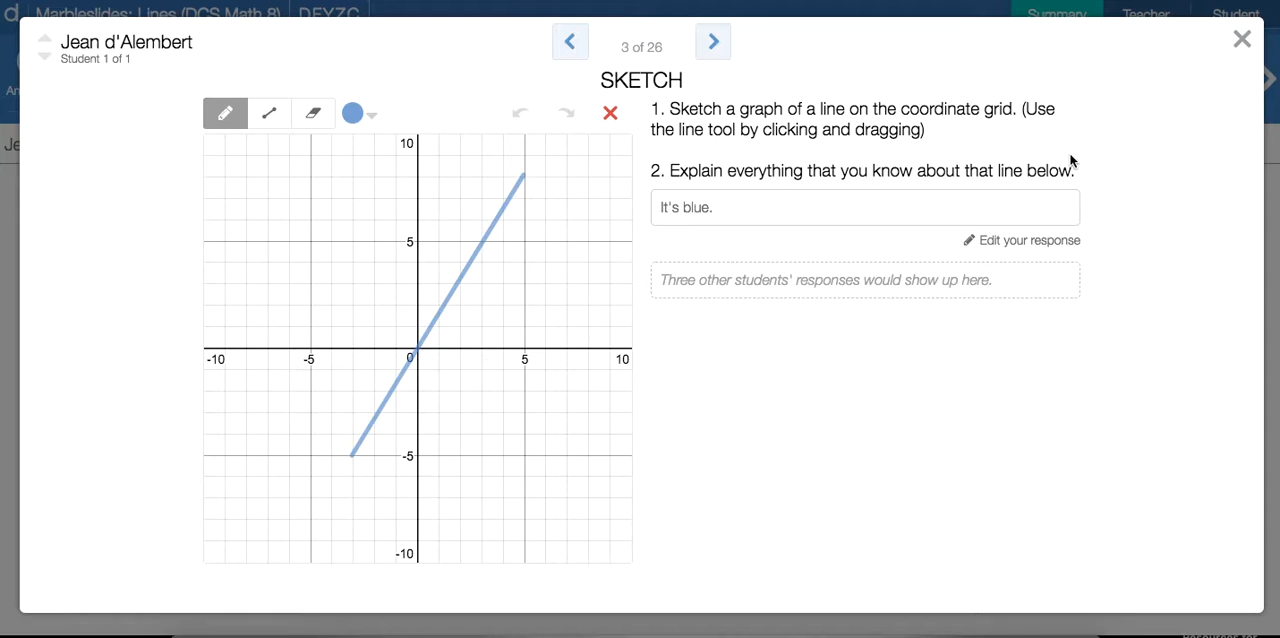 Marbleslides: Lines (DCS Math 8) DFYZC Summary Teacher Student
Jean d'Alembert
Student 1 of 1
3 of 26
SKETCH
1. Sketch a graph of a line on the coordinate grid. (Use
the line tool by clicking and dragging)
2. Explain everything that you know about that line below.
It's blue.
Edit your response
Three other students' responses would show up here.
10
5
-10 -5 0 5 10
-5
-10